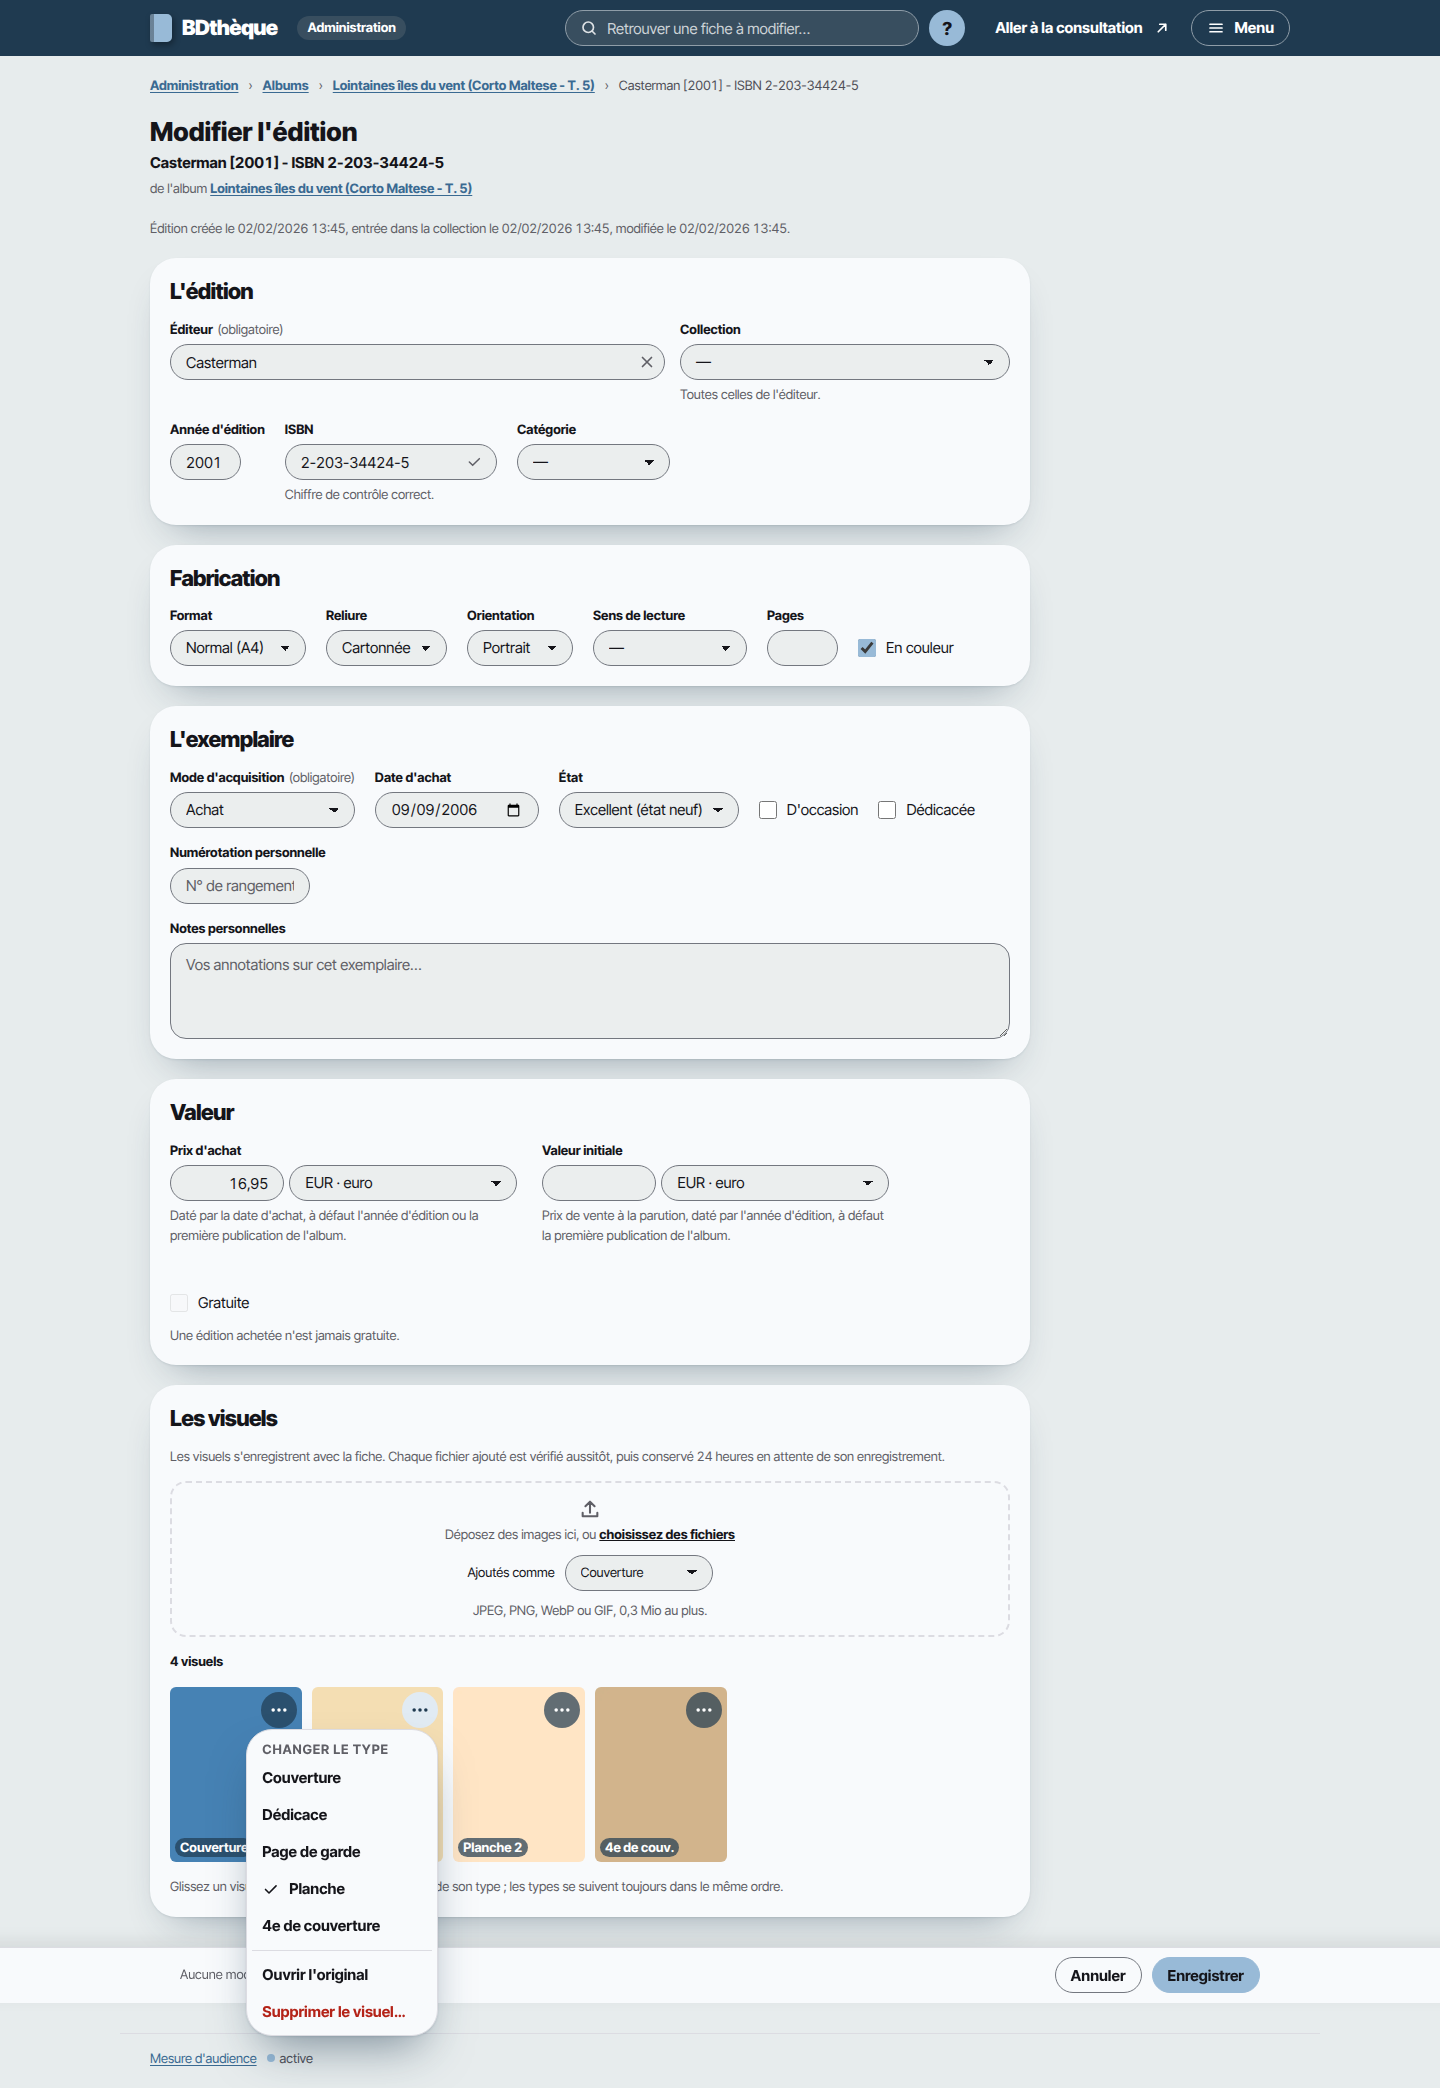 BDthèque
Administration
Retrouver une fiche à modifier...
?
Aller à la consultation
Menu
Administration › Albums › Lointaines îles du vent (Corto Maltese - T. 5) › Casterman [2001] - ISBN 2-203-34424-5
Modifier l'édition
Casterman [2001] - ISBN 2-203-34424-5
de l'album Lointaines îles du vent (Corto Maltese - T. 5)
Édition créée le 02/02/2026 13:45, entrée dans la collection le 02/02/2026 13:45, modifiée le 02/02/2026 13:45.
L'édition
Éditeur (obligatoire)
Collection
Casterman
—
Toutes celles de l'éditeur.
Année d'édition
ISBN
Catégorie
2001
2-203-34424-5
—
Chiffre de contrôle correct.
Fabrication
Format
Reliure
Orientation
Sens de lecture
Pages
Normal (A4)
Cartonnée
Portrait
—
En couleur
L'exemplaire
Mode d'acquisition (obligatoire)
Date d'achat
État
Achat
09/09/2006
Excellent (état neuf)
D'occasion
Dédicacée
Numérotation personnelle
N° de rangement
Notes personnelles
Vos annotations sur cet exemplaire...
Valeur
Prix d'achat
Valeur initiale
16,95
EUR · euro
EUR · euro
Daté par la date d'achat, à défaut l'année d'édition ou la
première publication de l'album.
Prix de vente à la parution, daté par l'année d'édition, à défaut
la première publication de l'album.
Gratuite
Une édition achetée n'est jamais gratuite.
Les visuels
Les visuels s'enregistrent avec la fiche. Chaque fichier ajouté est vérifié aussitôt, puis conservé 24 heures en attente de son enregistrement.
Déposez des images ici, ou choisissez des fichiers
Ajoutés comme
Couverture
JPEG, PNG, WebP ou GIF, 0,3 Mio au plus.
4 visuels
Couverture
Planche 2
4e de couv.
CHANGER LE TYPE
Couverture
Dédicace
Page de garde
Planche
4e de couverture
Ouvrir l'original
Supprimer le visuel...
Glissez un
de son type ; les types se suivent toujours dans le même ordre.
Aucune
Annuler
Enregistrer
Mesure d'audience
active